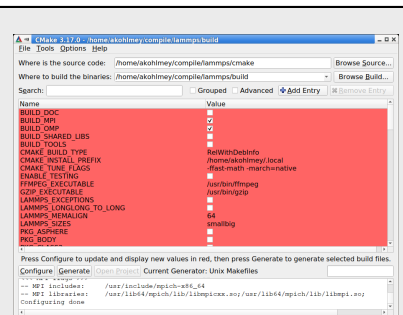 CMake 3.17.0 - /home/akohlmey/compile/lammps/build
File Tools Options Help
Where is the source code: /home/akohlmey/compile/lammps/cmake Browse Source...
Where to build the binaries: /home/akohlmey/compile/lammps/build Browse Build...
Search: Grouped Advanced Add Entry Remove Entry
Name Value
BUILD_DOC
BUILD_MPI
BUILD_OMP
BUILD_SHARED_LIBS
BUILD_TOOLS
CMAKE_BUILD_TYPE RelWithDebInfo
CMAKE_INSTALL_PREFIX /home/akohlmey/.local
CMAKE_TUNE_FLAGS -ffast-math -march=native
ENABLE_TESTING
FFMPEG_EXECUTABLE /usr/bin/ffmpeg
GZIP_EXECUTABLE /usr/bin/gzip
LAMMPS_EXCEPTIONS
LAMMPS_LONGLONG_TO_LONG
LAMMPS_MEMALIGN 64
LAMMPS_SIZES smallbig
PKG_ASPHERE
PKG_BODY
Press Configure to update and display new values in red, then press Generate to generate selected build files.
Configure Generate Open Project Current Generator: Unix Makefiles
-- MPI includes: /usr/include/mpich-x86_64
-- MPI libraries: /usr/lib64/mpich/lib/libmpicxx.so;/usr/lib64/mpich/lib/libmpi.so;
Configuring done